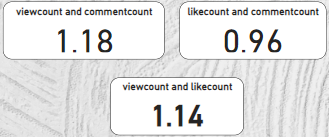 viewcount and commentcount
1.18
likecount and commentcount
0.96
viewcount and likecount
1.14